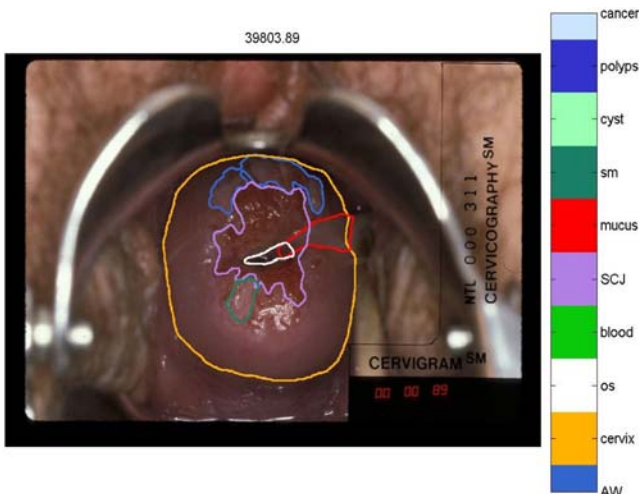 39803.89
cancer
polyps
cyst
sm
mucus
SCJ
blood
os
cervix
AW
NTL 000 311
CERVICOGRAPHY SM
CERVIGRAM SM
00 00 89